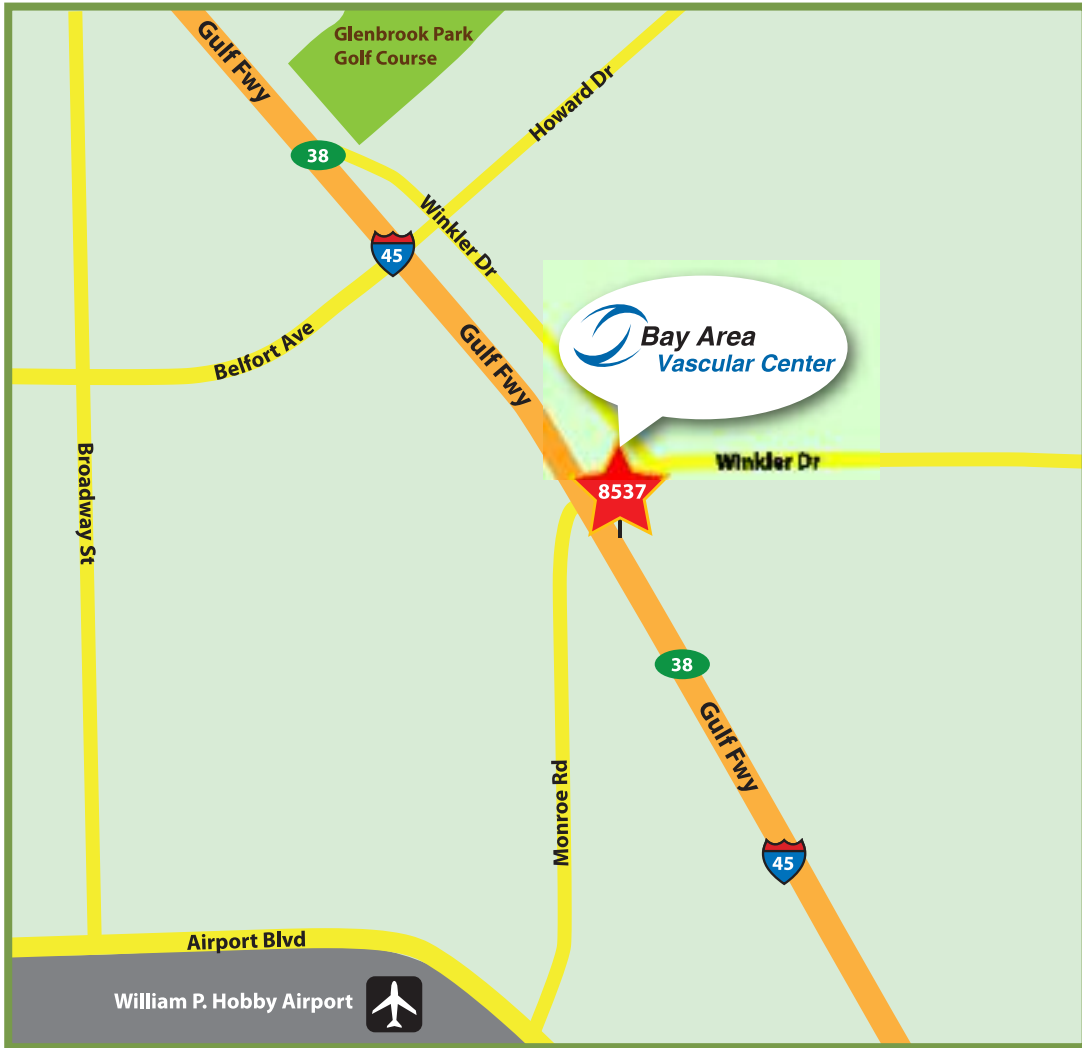 Glenbrook Park
Golf Course
Gulf Fwy
Howard Dr
38
Winkler Dr
45
Bay Area
Vascular Center
Gulf Fwy
Belfort Ave
Broadway St
Winkler Dr
8537
38
Gulf Fwy
Monroe Rd
45
Airport Blvd
William P. Hobby Airport